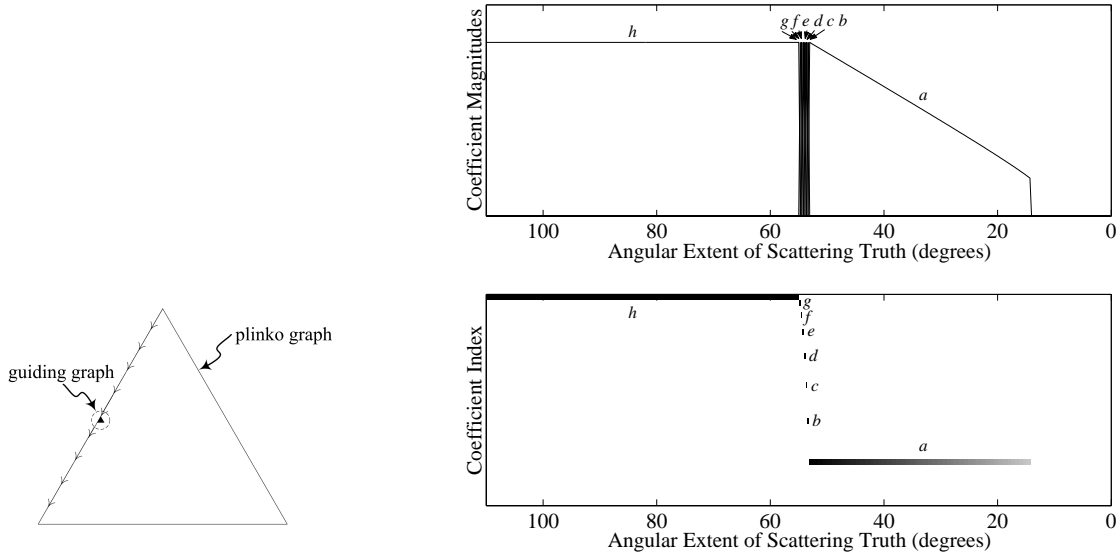 plinko graph
guiding graph
Coefficient Magnitudes
g f e d c b
h
a
100 80 60 40 20 0
Angular Extent of Scattering Truth (degrees)
Coefficient Index
h
g
f
e
d
c
b
a
100 80 60 40 20 0
Angular Extent of Scattering Truth (degrees)